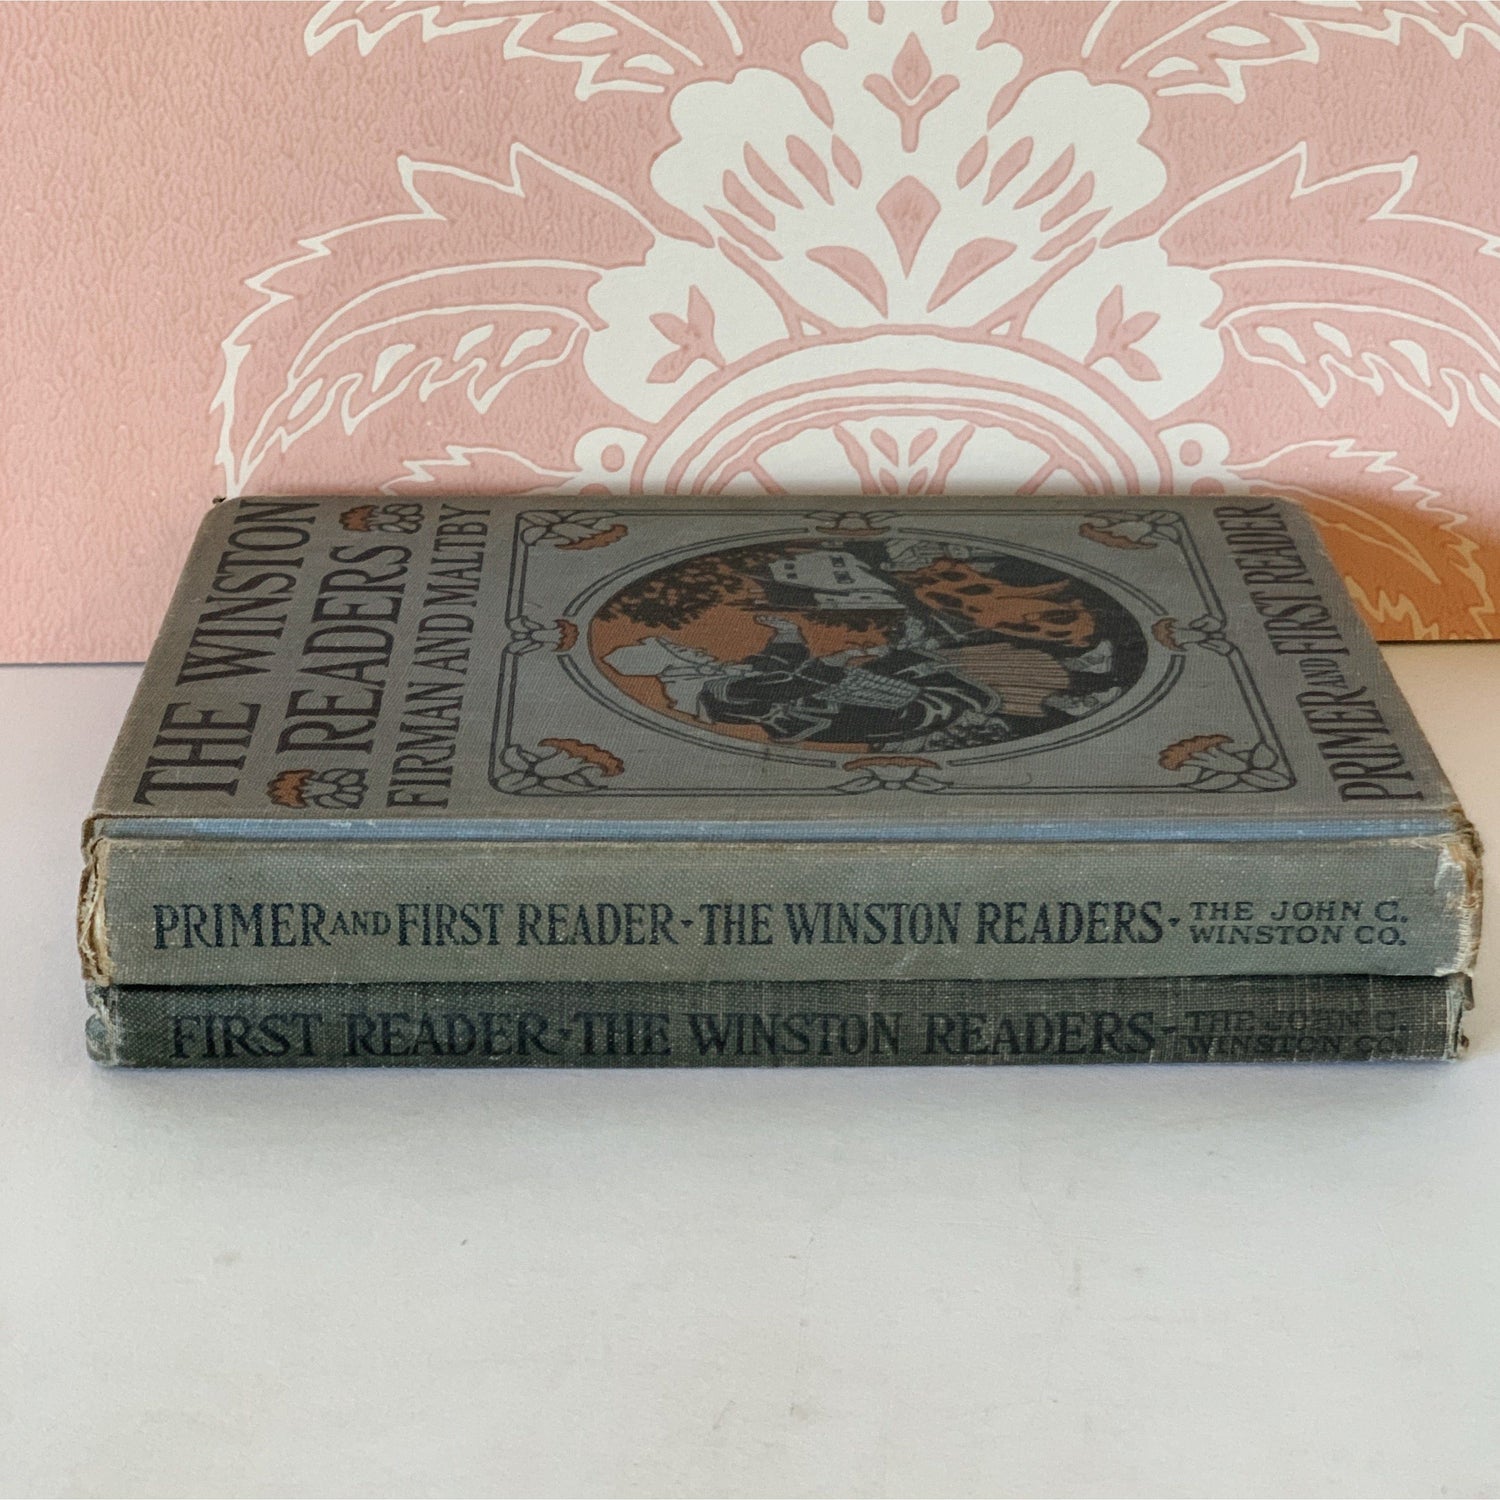 THE WINSTON
READERS
FIRMAN AND MALTBY
PRIMER AND FIRST READER
PRIMER AND FIRST READER-THE WINSTON READERS-THE JOHN C.
WINSTON CO.
FIRST READER-THE WINSTON READERS-THE JOHN C.
WINSTON CO.